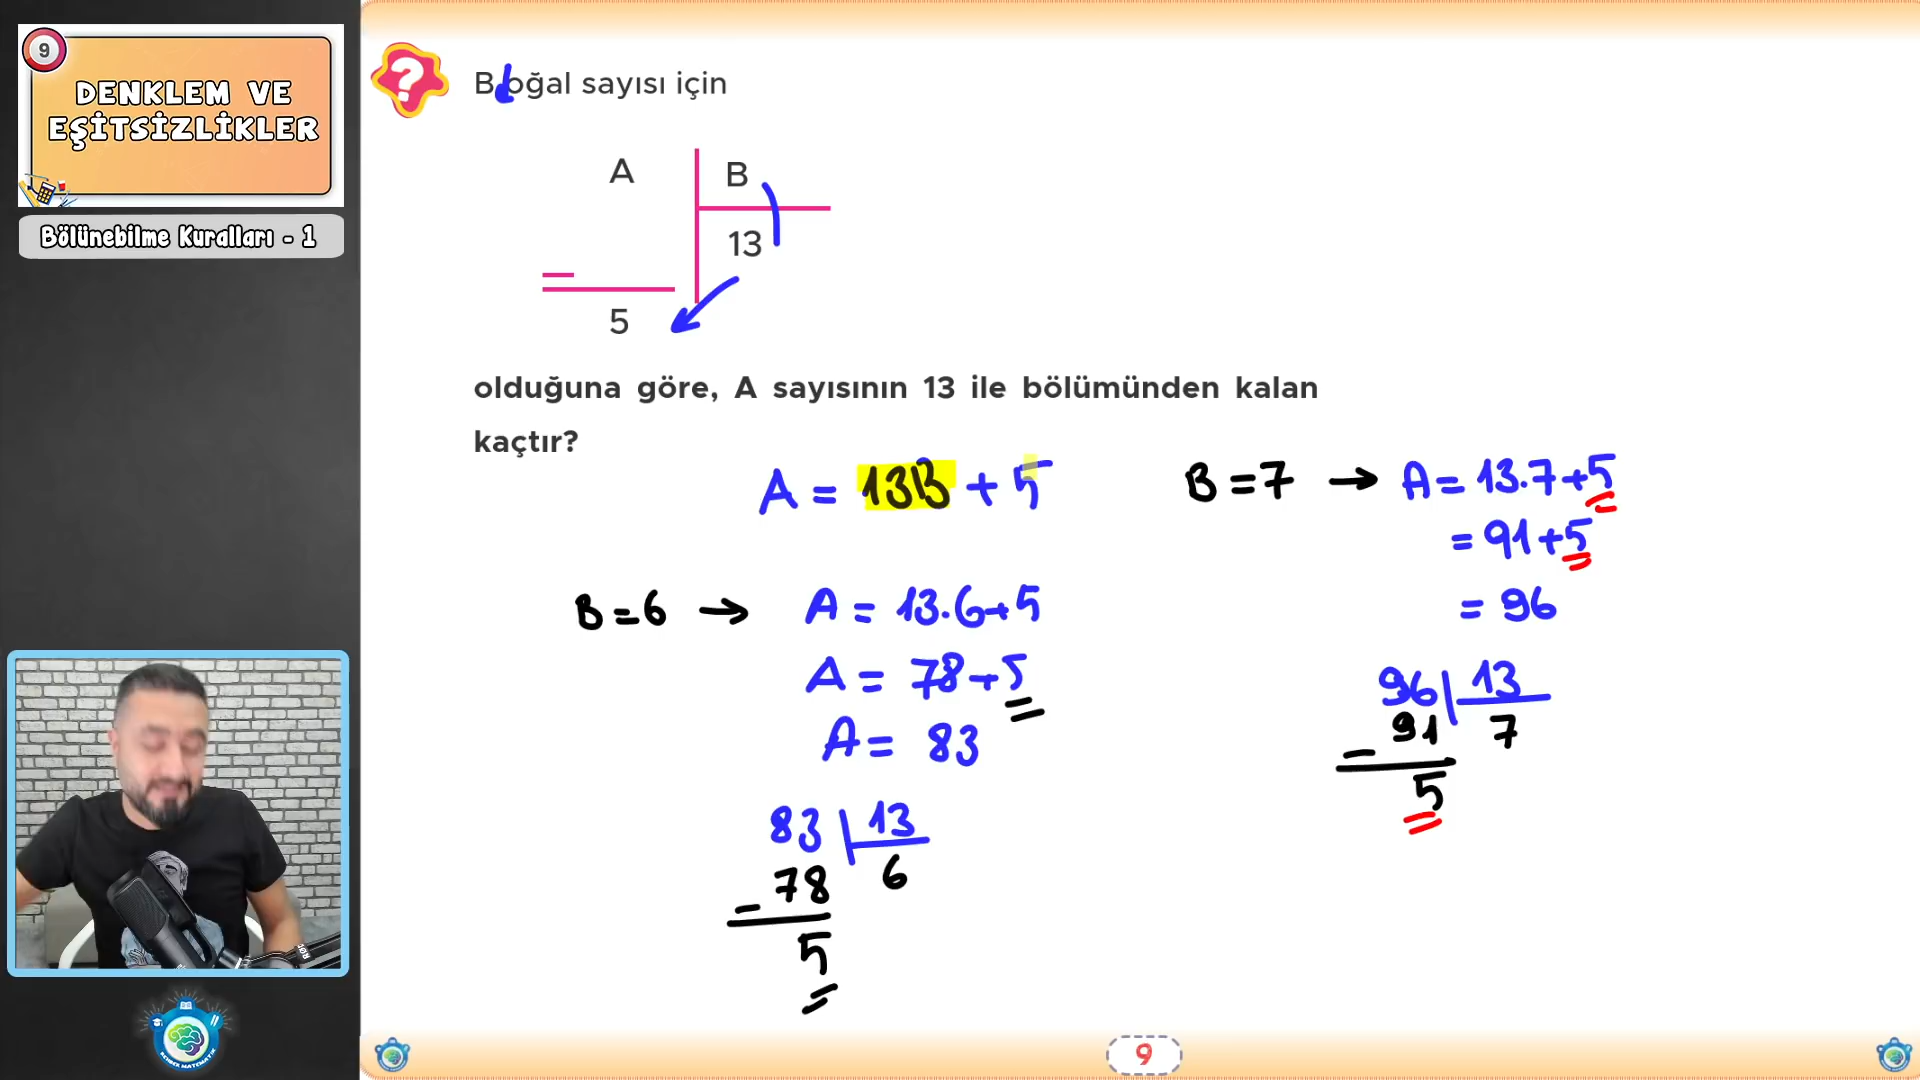 9
DENKLEM VE
EŞİTSİZLİKLER
Bölünebilme Kuralları - 1
B doğal sayısı için
A
B
13
5
olduğuna göre, A sayısının 13 ile bölümünden kalan
kaçtır?
A = 13B + 5
B = 6 → A = 13.6+5
A = 78+5
A = 83
83 13
78 6
5
B = 7 → A = 13.7+5
= 91+5
= 96
96 13
91 7
5
9